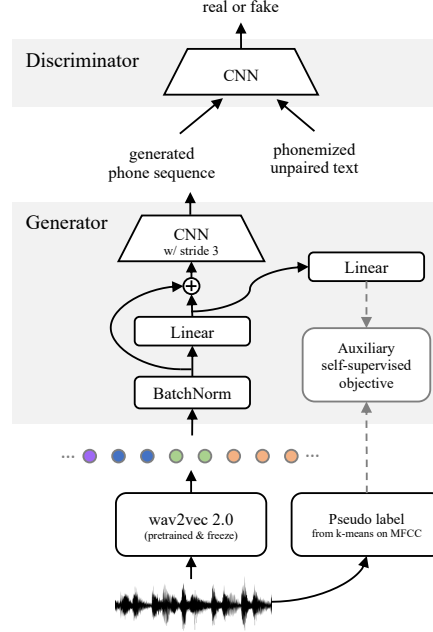 real or fake
Discriminator
CNN
generated
phone sequence
phonemized
unpaired text
Generator
CNN
w/ stride 3
Linear
+
Linear
Auxiliary
self-supervised
objective
BatchNorm
...
...
wav2vec 2.0
(pretrained & freeze)
Pseudo label
from k-means on MFCC